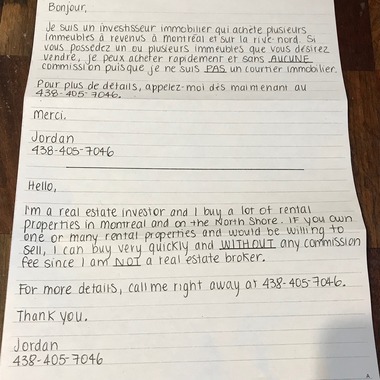 Bonjour,
Je suis un investisseur immobilier qui achète plusieurs
immeubles à revenus à montréal et sur la rive-nord. Si
vous possedez un ou plusieurs immeubles que vous désirez
vendre, je peux acheter rapidement et sans AUCUNE
commission puisque je ne suis PAS un courtier immobilier.
Pour plus de détails, appelez-moi dès maintenant au
438-405-7046.
Merci.
Jordan
438-405-7046
Hello,
I'm a real estate investor and I buy a lot of rental
properties in montreal and on the North Shore. IF you own
one or many rental properties and would be willing to
sell, I can buy very quickly and WITHOUT any commission
fee since I am NOT a real estate broker.
For more details, call me right away at 438-405-7046.
Thank you.
Jordan
438-405-7046